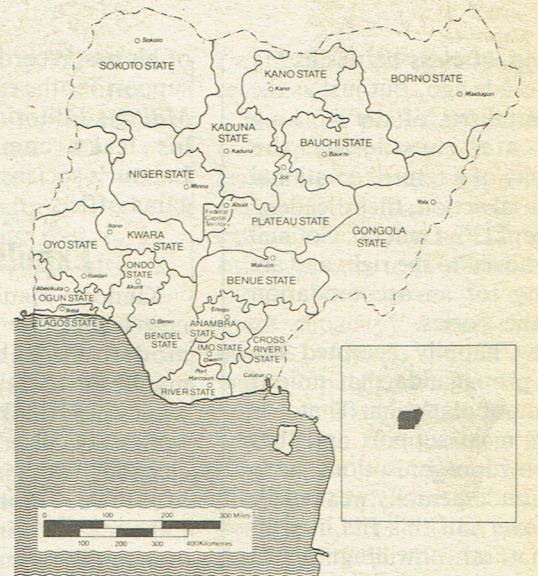 Sokoto
SOKOTO STATE
KANO STATE
Kano
BORNO STATE
Maiduguri
KADUNA
STATE
Kaduna
BAUCHI STATE
Bauchi
Jos
NIGER STATE
Minna
Abuja
Federal
Capital
Territory
PLATEAU STATE
Yola
GONGOLA
STATE
Ilorin
KWARA
STATE
OYO STATE
Ibadan
ONDO
STATE
Akure
Makurdi
BENUE STATE
Abeokuta
OGUN STATE
Ikeja
LAGOS STATE
Benin
BENDEL
STATE
Enugu
ANAMBRA
STATE
IMO STATE
Owerri
CROSS
RIVER
STATE
Port
Harcourt
Calabar
RIVER STATE
0 100 200 300 Miles
100 200 300 400 Kilometres